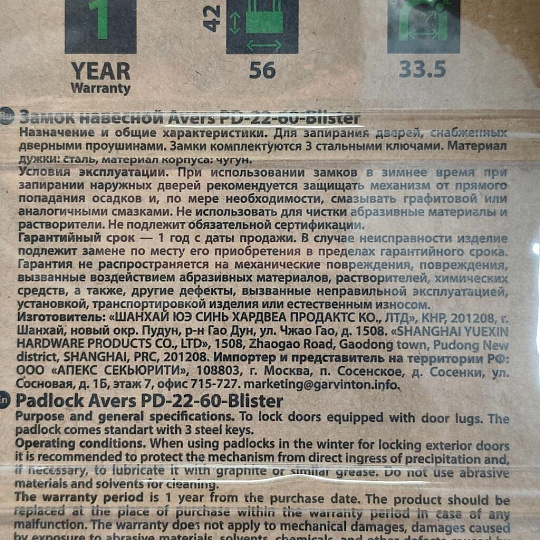 1
42
YEAR
Warranty
56
33.5
Ru
Замок навесной Avers PD-22-60-Blister
Назначение и общие характеристики. Для запирания дверей, снабженных
дверными проушинами. Замки комплектуются 3 стальными ключами. Материал
дужки: сталь, материал корпуса: чугун.
Условия эксплуатации. При использовании замков в зимнее время при
запирании наружных дверей рекомендуется защищать механизм от прямого
попадания осадков и, по мере необходимости, смазывать графитовой или
аналогичными смазками. Не использовать для чистки абразивные материалы и
растворители. Не подлежит обязательной сертификации.
Гарантийный срок — 1 год с даты продажи. В случае неисправности изделие
подлежит замене по месту его приобретения в пределах гарантийного срока.
Гарантия не распространяется на механические повреждения, повреждения,
вызванные воздействием абразивных материалов, растворителей, химических
средств, а также, другие дефекты, вызванные неправильной эксплуатацией,
установкой, транспортировкой изделия или естественным износом.
Изготовитель: «ШАНХАЙ ЮЭ СИНЬ ХАРДВЕА ПРОДАКТС КО., ЛТД», КНР, 201208, г.
Шанхай, новый окр. Пудун, р-н Гао Дун, ул. Чжао Гао, д. 1508. «SHANGHAI YUEXIN
HARDWARE PRODUCTS CO., LTD», 1508, Zhaogao Road, Gaodong town, Pudong New
district, SHANGHAI, PRC, 201208. Импортер и представитель на территории РФ:
ООО «АПЕКС СЕКЬЮРИТИ», 108803, г. Москва, п. Сосенское, д. Сосенки, ул.
Сосновая, д. 1Б, этаж 7, офис 715-727. marketing@garvinton.info.
En
Padlock Avers PD-22-60-Blister
Purpose and general specifications. To lock doors equipped with door lugs. The
padlock comes standart with 3 steel keys.
Operating conditions. When using padlocks in the winter for locking exterior doors
it is recommended to protect the mechanism from direct ingress of precipitation and,
if necessary, to lubricate it with graphite or similar grease. Do not use abrasive
materials and solvents for cleaning.
The warranty period is 1 year from the purchase date. The product should be
replaced at the place of purchase within the warranty period in case of any
malfunction. The warranty does not apply to mechanical damages, damages caused
by exposure to abrasive materials, solvents, chemicals, and other defects caused by